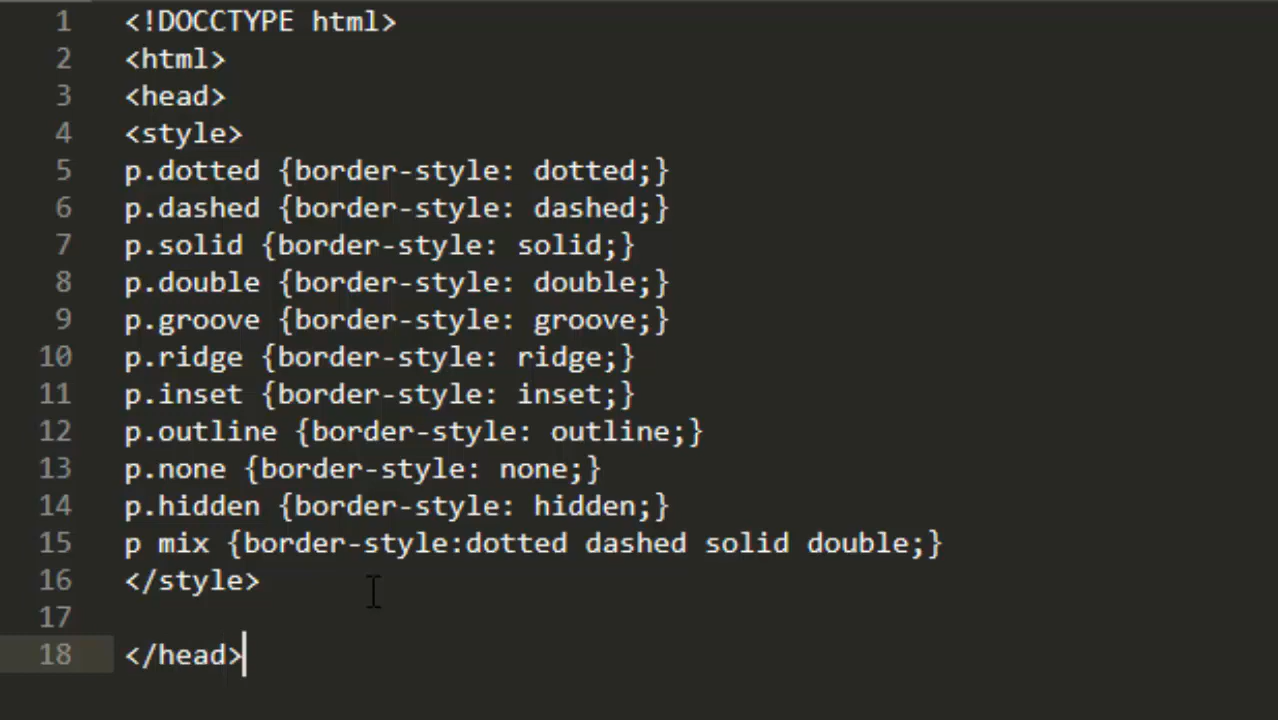 1 <!DOCCTYPE html>
2 <html>
3 <head>
4 <style>
5 p.dotted {border-style: dotted;}
6 p.dashed {border-style: dashed;}
7 p.solid {border-style: solid;}
8 p.double {border-style: double;}
9 p.groove {border-style: groove;}
10 p.ridge {border-style: ridge;}
11 p.inset {border-style: inset;}
12 p.outline {border-style: outline;}
13 p.none {border-style: none;}
14 p.hidden {border-style: hidden;}
15 p mix {border-style:dotted dashed solid double;}
16 </style>
17
18 </head>